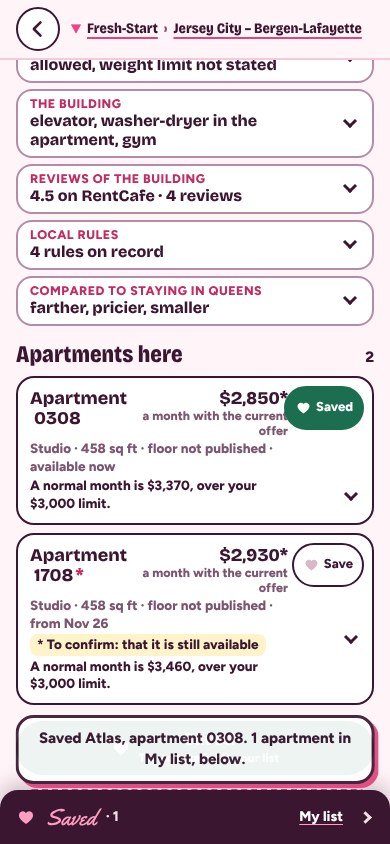 Fresh-Start › Jersey City – Bergen-Lafayette
allowed, weight limit not stated
THE BUILDING
elevator, washer-dryer in the
apartment, gym
REVIEWS OF THE BUILDING
4.5 on RentCafe · 4 reviews
LOCAL RULES
4 rules on record
COMPARED TO STAYING IN QUEENS
farther, pricier, smaller
Apartments here 2
Apartment $2,850* Saved
0308 a month with the current
offer
Studio · 458 sq ft · floor not published ·
available now
A normal month is $3,370, over your
$3,000 limit.
Apartment $2,930* Save
1708 * a month with the current
offer
Studio · 458 sq ft · floor not published ·
from Nov 26
* To confirm: that it is still available
A normal month is $3,460, over your
$3,000 limit.
Saved Atlas, apartment 0308. 1 apartment in
My list, below.
Saved · 1 My list